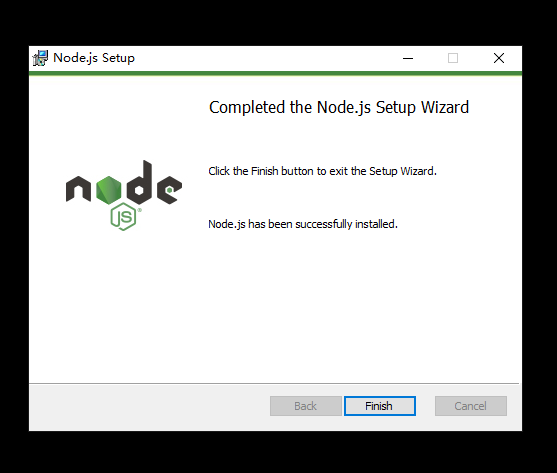 Node.js Setup
Completed the Node.js Setup Wizard
Click the Finish button to exit the Setup Wizard.
node
JS
Node.js has been successfully installed.
Back
Finish
Cancel